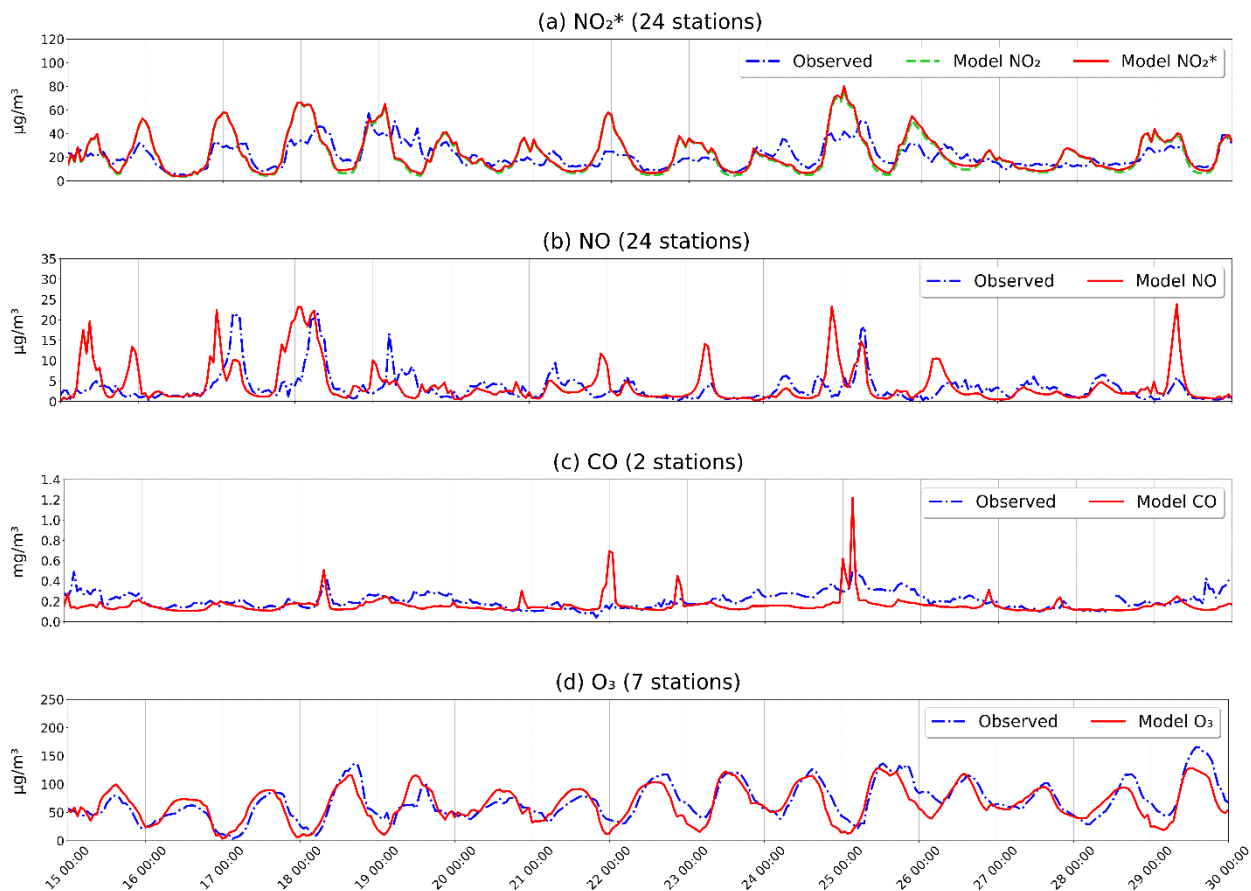 (a) NO₂* (24 stations)
120
100
80
60
40
20
0
µg/m³
Observed
Model NO₂
Model NO₂*
(b) NO (24 stations)
35
30
25
20
15
10
5
0
µg/m³
Observed
Model NO
(c) CO (2 stations)
1.4
1.2
1.0
0.8
0.6
0.4
0.2
0.0
mg/m³
Observed
Model CO
(d) O₃ (7 stations)
250
200
150
100
50
0
µg/m³
Observed
Model O₃
15 00:00
16 00:00
17 00:00
18 00:00
19 00:00
20 00:00
21 00:00
22 00:00
23 00:00
24 00:00
25 00:00
26 00:00
27 00:00
28 00:00
29 00:00
30 00:00